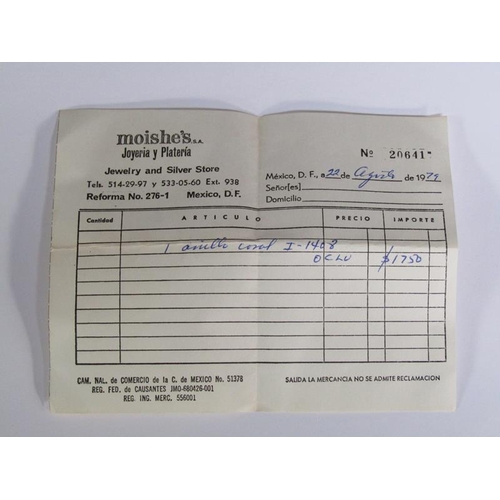 moishe's S.A.
Joyería y Platería
Jewelry and Silver Store
Tels. 514-29-97 y 533-05-60 Ext. 938
Reforma No. 276-1 Mexico, D. F.
Nº 20641
México, D. F., a 22 de Agosto de 1979
Señor[es]
Domicilio
Cantidad ARTICULO PRECIO IMPORTE
1 anillo coral I-1408
$1750
CAM. NAL. de COMERCIO de la C. de MEXICO No. 51378
REG. FED. de CAUSANTES JMO-680426-001
REG. ING. MERC. 556001
SALIDA LA MERCANCIA NO SE ADMITE RECLAMACION